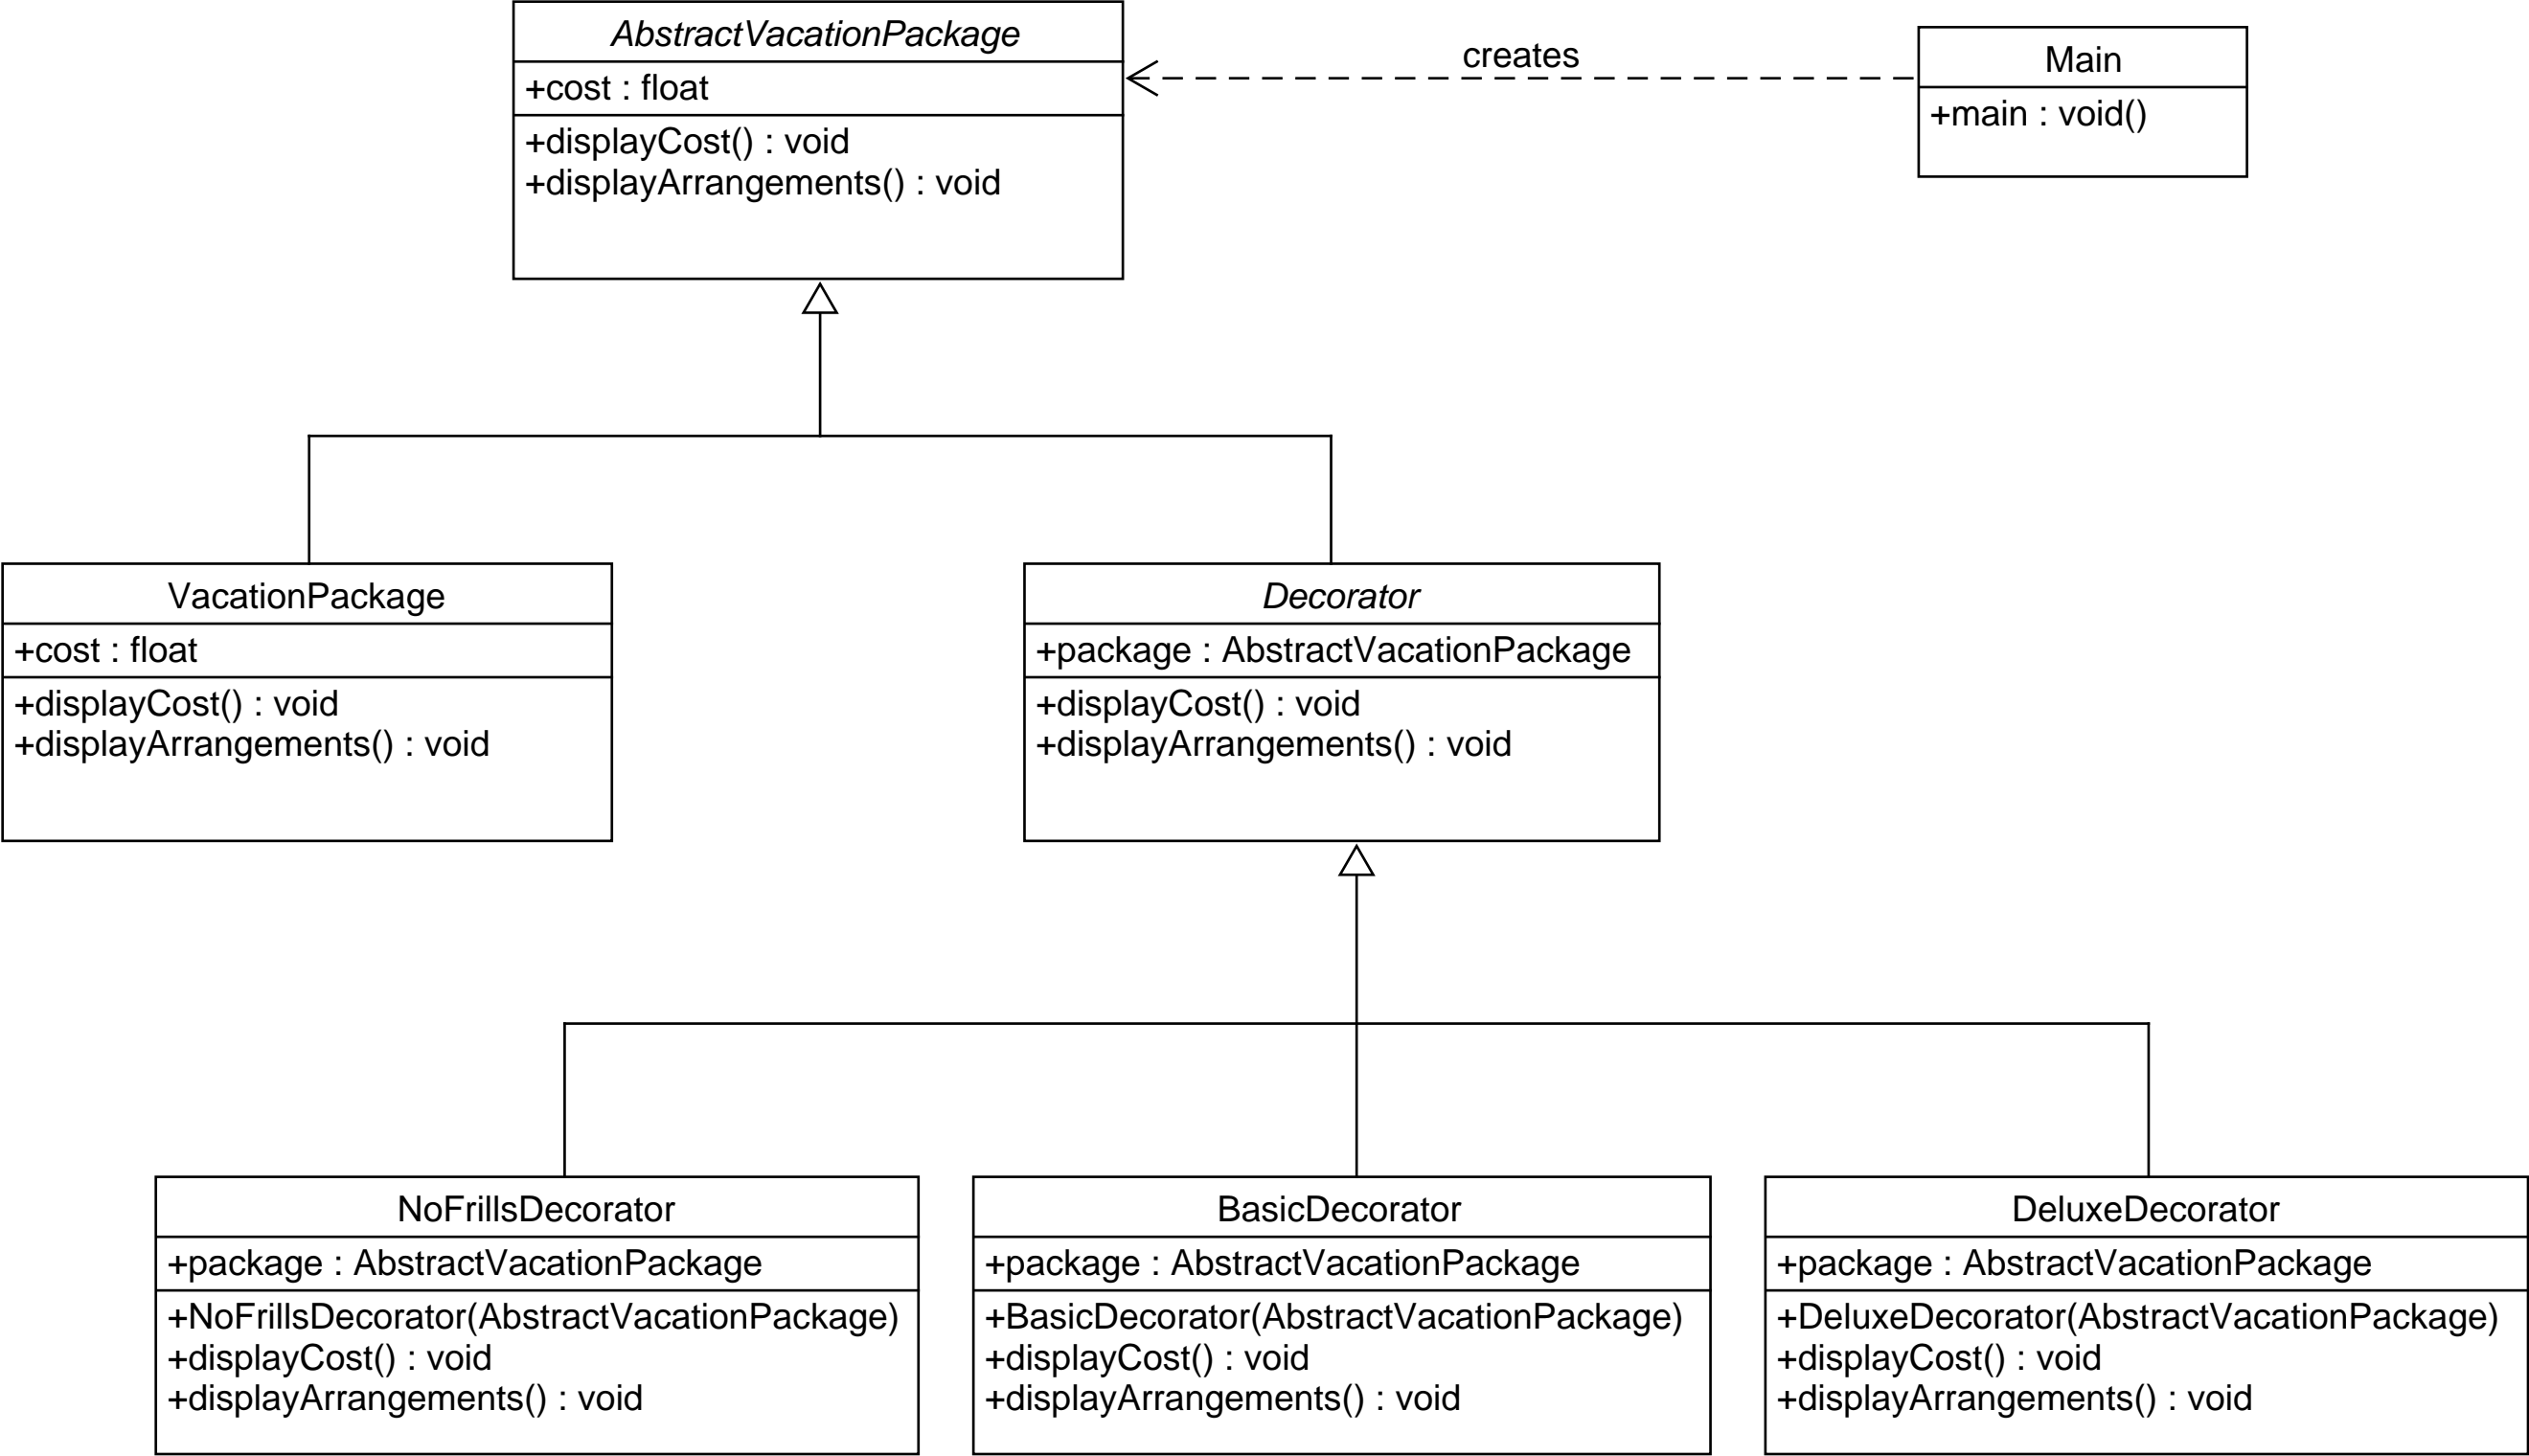 AbstractVacationPackage
+cost : float
+displayCost() : void
+displayArrangements() : void
creates
Main
+main : void()
VacationPackage
+cost : float
+displayCost() : void
+displayArrangements() : void
Decorator
+package : AbstractVacationPackage
+displayCost() : void
+displayArrangements() : void
NoFrillsDecorator
+package : AbstractVacationPackage
+NoFrillsDecorator(AbstractVacationPackage)
+displayCost() : void
+displayArrangements() : void
BasicDecorator
+package : AbstractVacationPackage
+BasicDecorator(AbstractVacationPackage)
+displayCost() : void
+displayArrangements() : void
DeluxeDecorator
+package : AbstractVacationPackage
+DeluxeDecorator(AbstractVacationPackage)
+displayCost() : void
+displayArrangements() : void